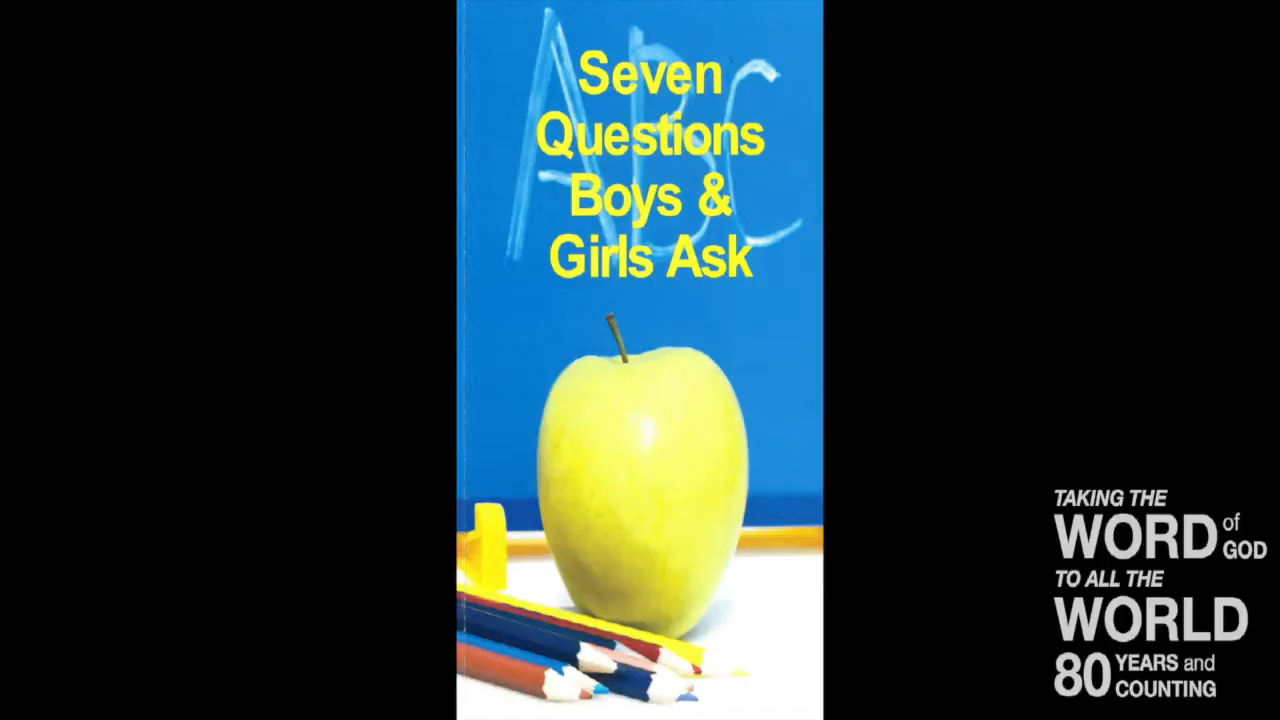 ABC
Seven
Questions
Boys &
Girls Ask
TAKING THE
WORD of GOD
TO ALL THE
WORLD
80 YEARS and COUNTING